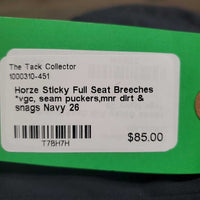 The Tack Collector
1000310-451
Horze Sticky Full Seat Breeches
*vgc, seam puckers,mnr dirt &
snags Navy 26
$85.00
T78H7H